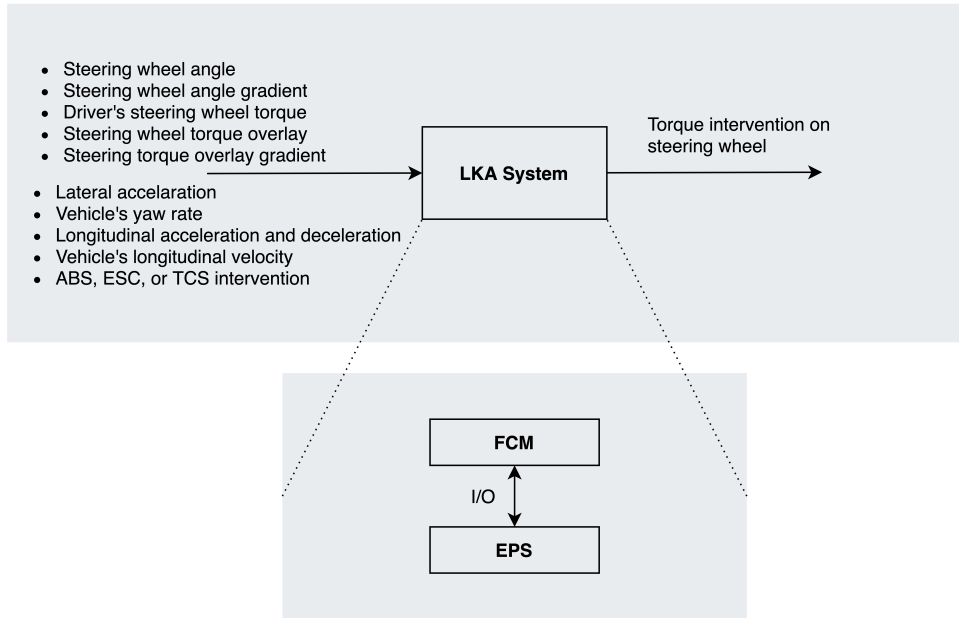 • Steering wheel angle
• Steering wheel angle gradient
• Driver's steering wheel torque
• Steering wheel torque overlay
• Steering torque overlay gradient
• Lateral accelaration
• Vehicle's yaw rate
• Longitudinal acceleration and deceleration
• Vehicle's longitudinal velocity
• ABS, ESC, or TCS intervention
LKA System
Torque intervention on
steering wheel
FCM
I/O
EPS